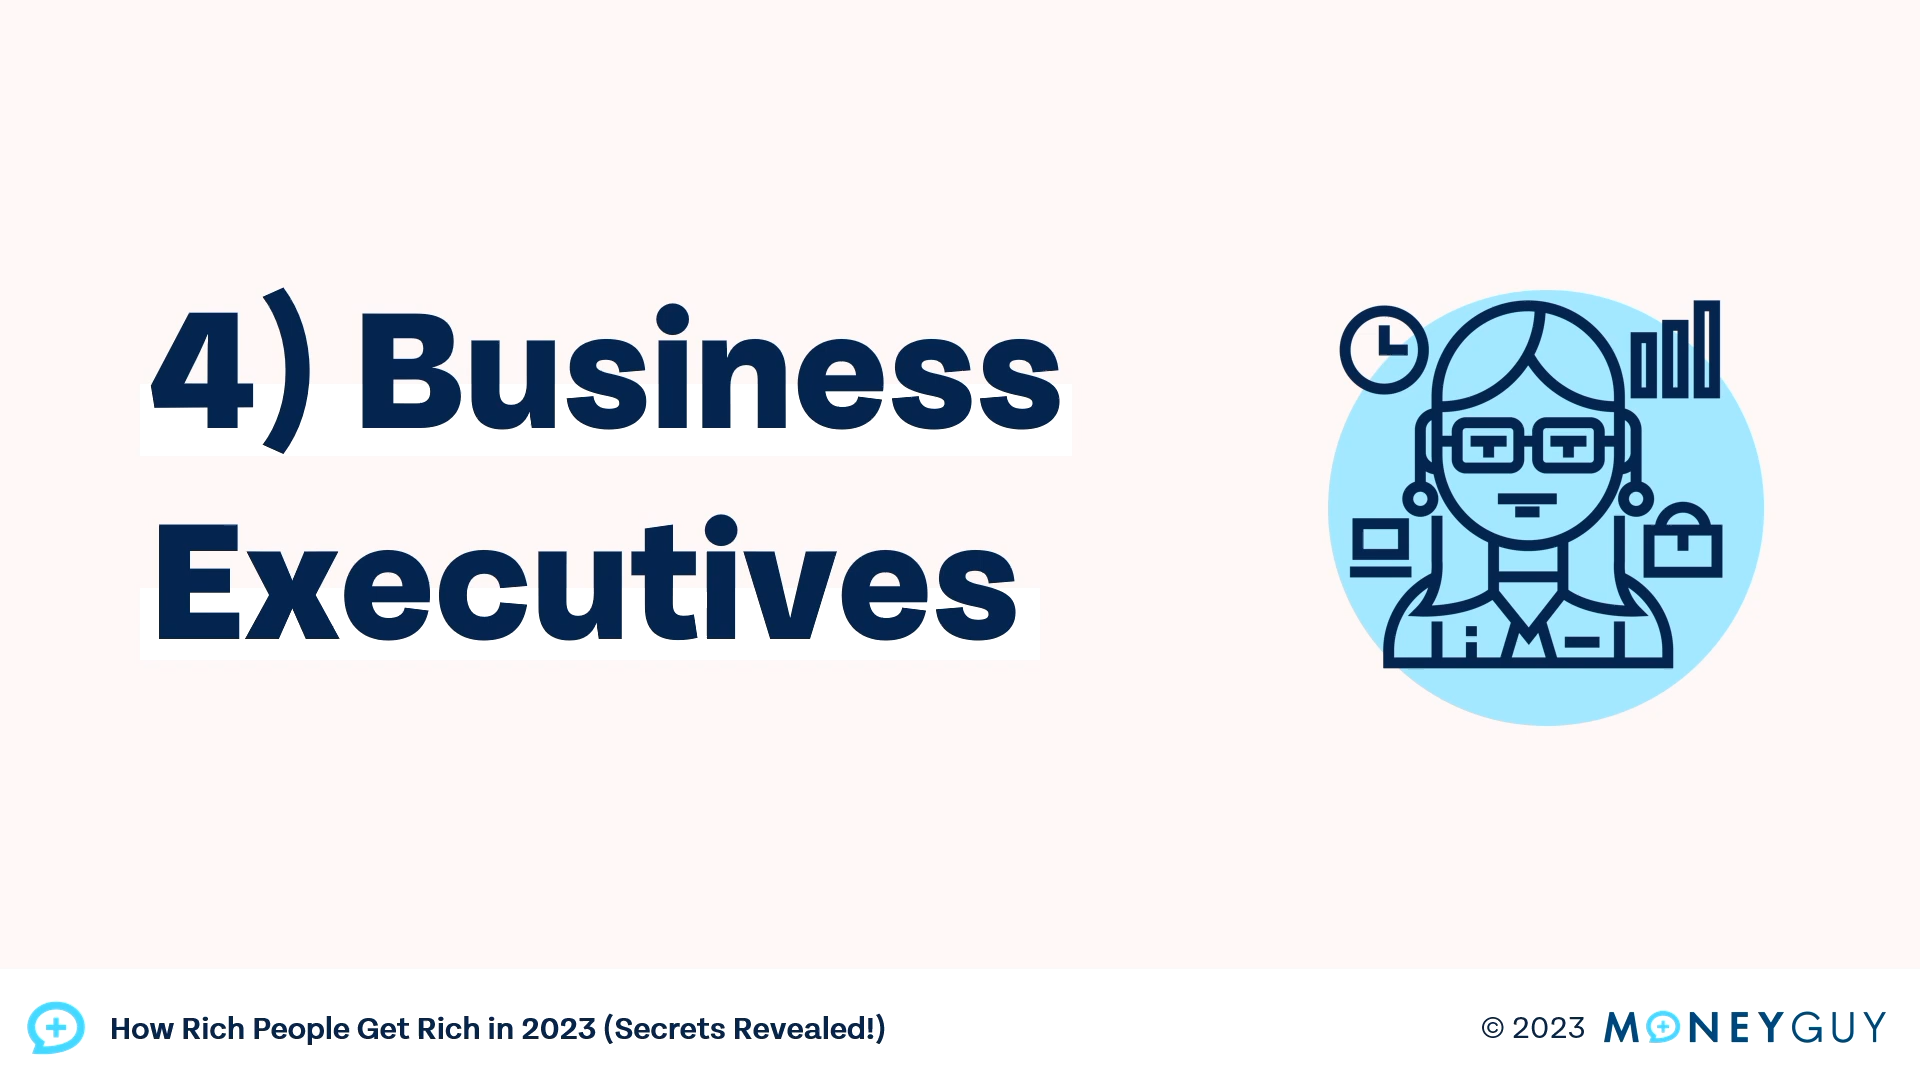 4) Business
Executives
How Rich People Get Rich in 2023 (Secrets Revealed!)
© 2023 MONEYGUY